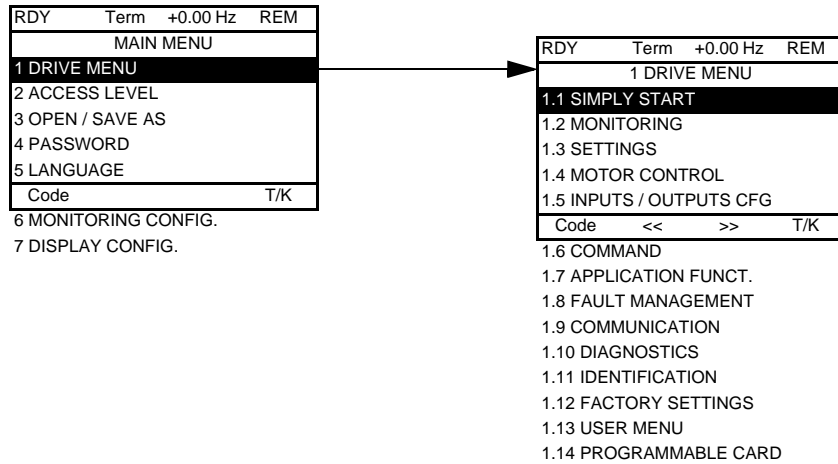 RDY Term +0.00 Hz REM
MAIN MENU
1 DRIVE MENU
2 ACCESS LEVEL
3 OPEN / SAVE AS
4 PASSWORD
5 LANGUAGE
Code T/K
6 MONITORING CONFIG.
7 DISPLAY CONFIG.
RDY Term +0.00 Hz REM
1 DRIVE MENU
1.1 SIMPLY START
1.2 MONITORING
1.3 SETTINGS
1.4 MOTOR CONTROL
1.5 INPUTS / OUTPUTS CFG
Code << >> T/K
1.6 COMMAND
1.7 APPLICATION FUNCT.
1.8 FAULT MANAGEMENT
1.9 COMMUNICATION
1.10 DIAGNOSTICS
1.11 IDENTIFICATION
1.12 FACTORY SETTINGS
1.13 USER MENU
1.14 PROGRAMMABLE CARD